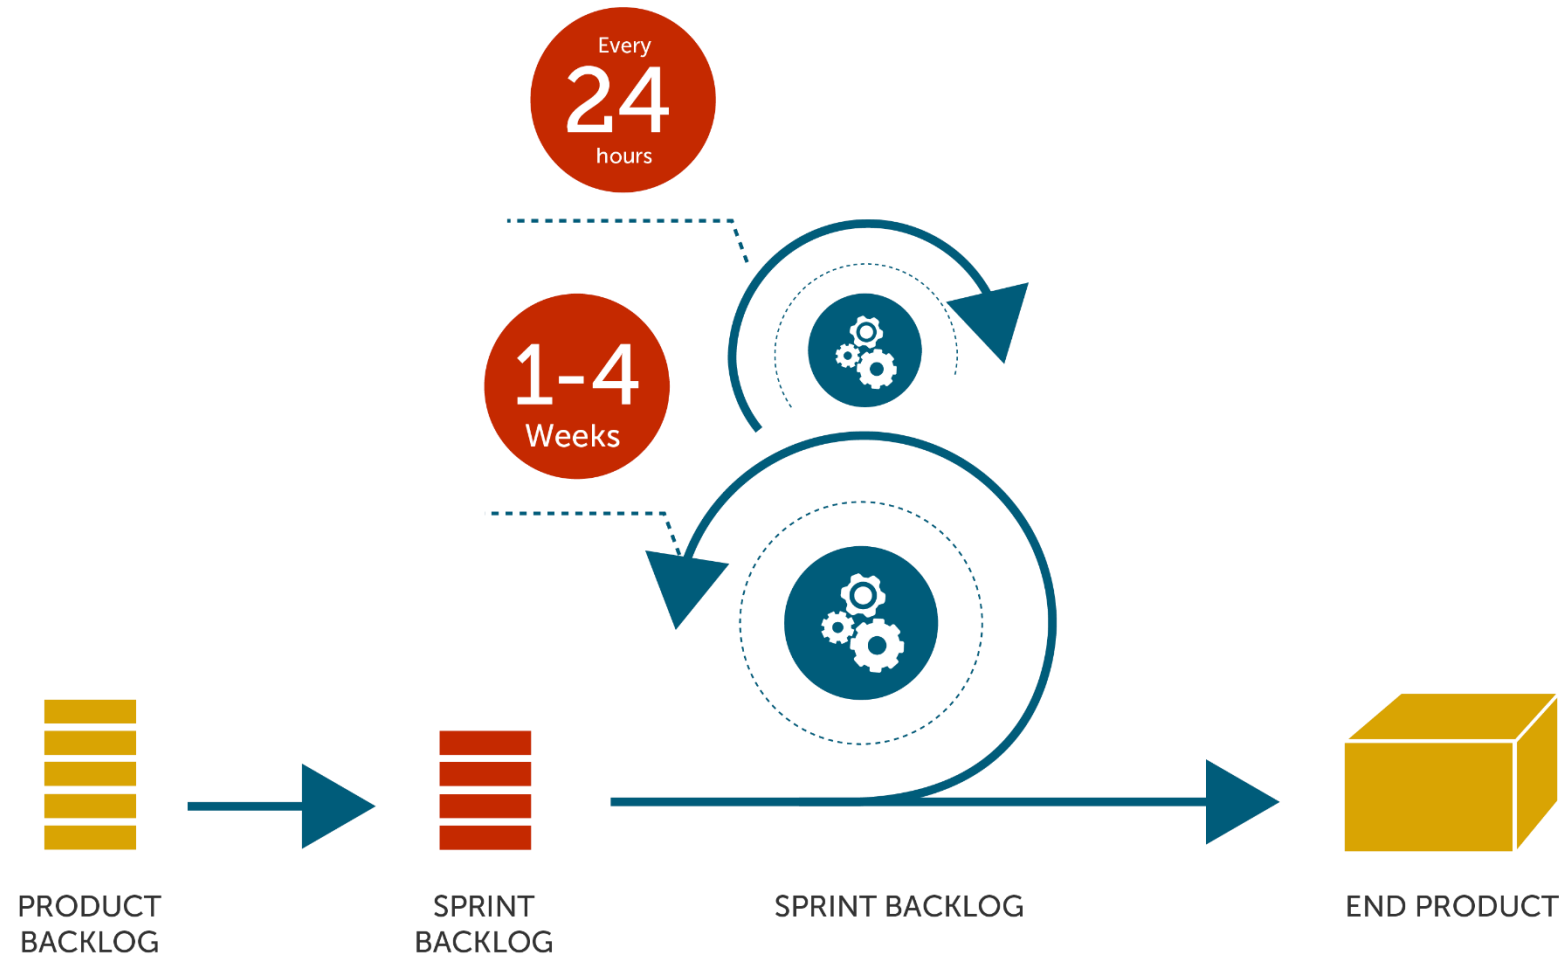 Every
24
hours
1-4
Weeks
PRODUCT
BACKLOG
SPRINT
BACKLOG
SPRINT BACKLOG
END PRODUCT